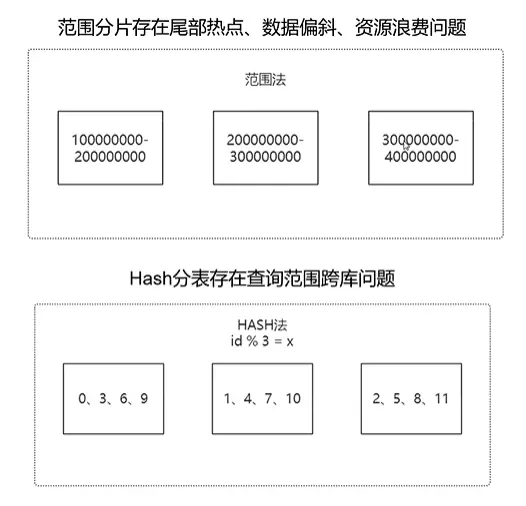 范围分片存在尾部热点、数据偏斜、资源浪费问题
范围法
100000000-
200000000
200000000-
300000000
300000000-
400000000
Hash分表存在查询范围跨库问题
HASH法
id % 3 = x
0、3、6、9
1、4、7、10
2、5、8、11